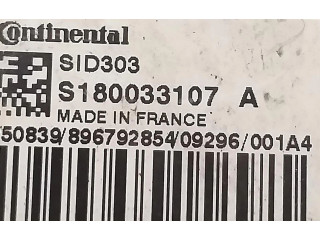 Continental
SID303
S180033107 A
MADE IN FRANCE
50839/896792854/09296/001A4